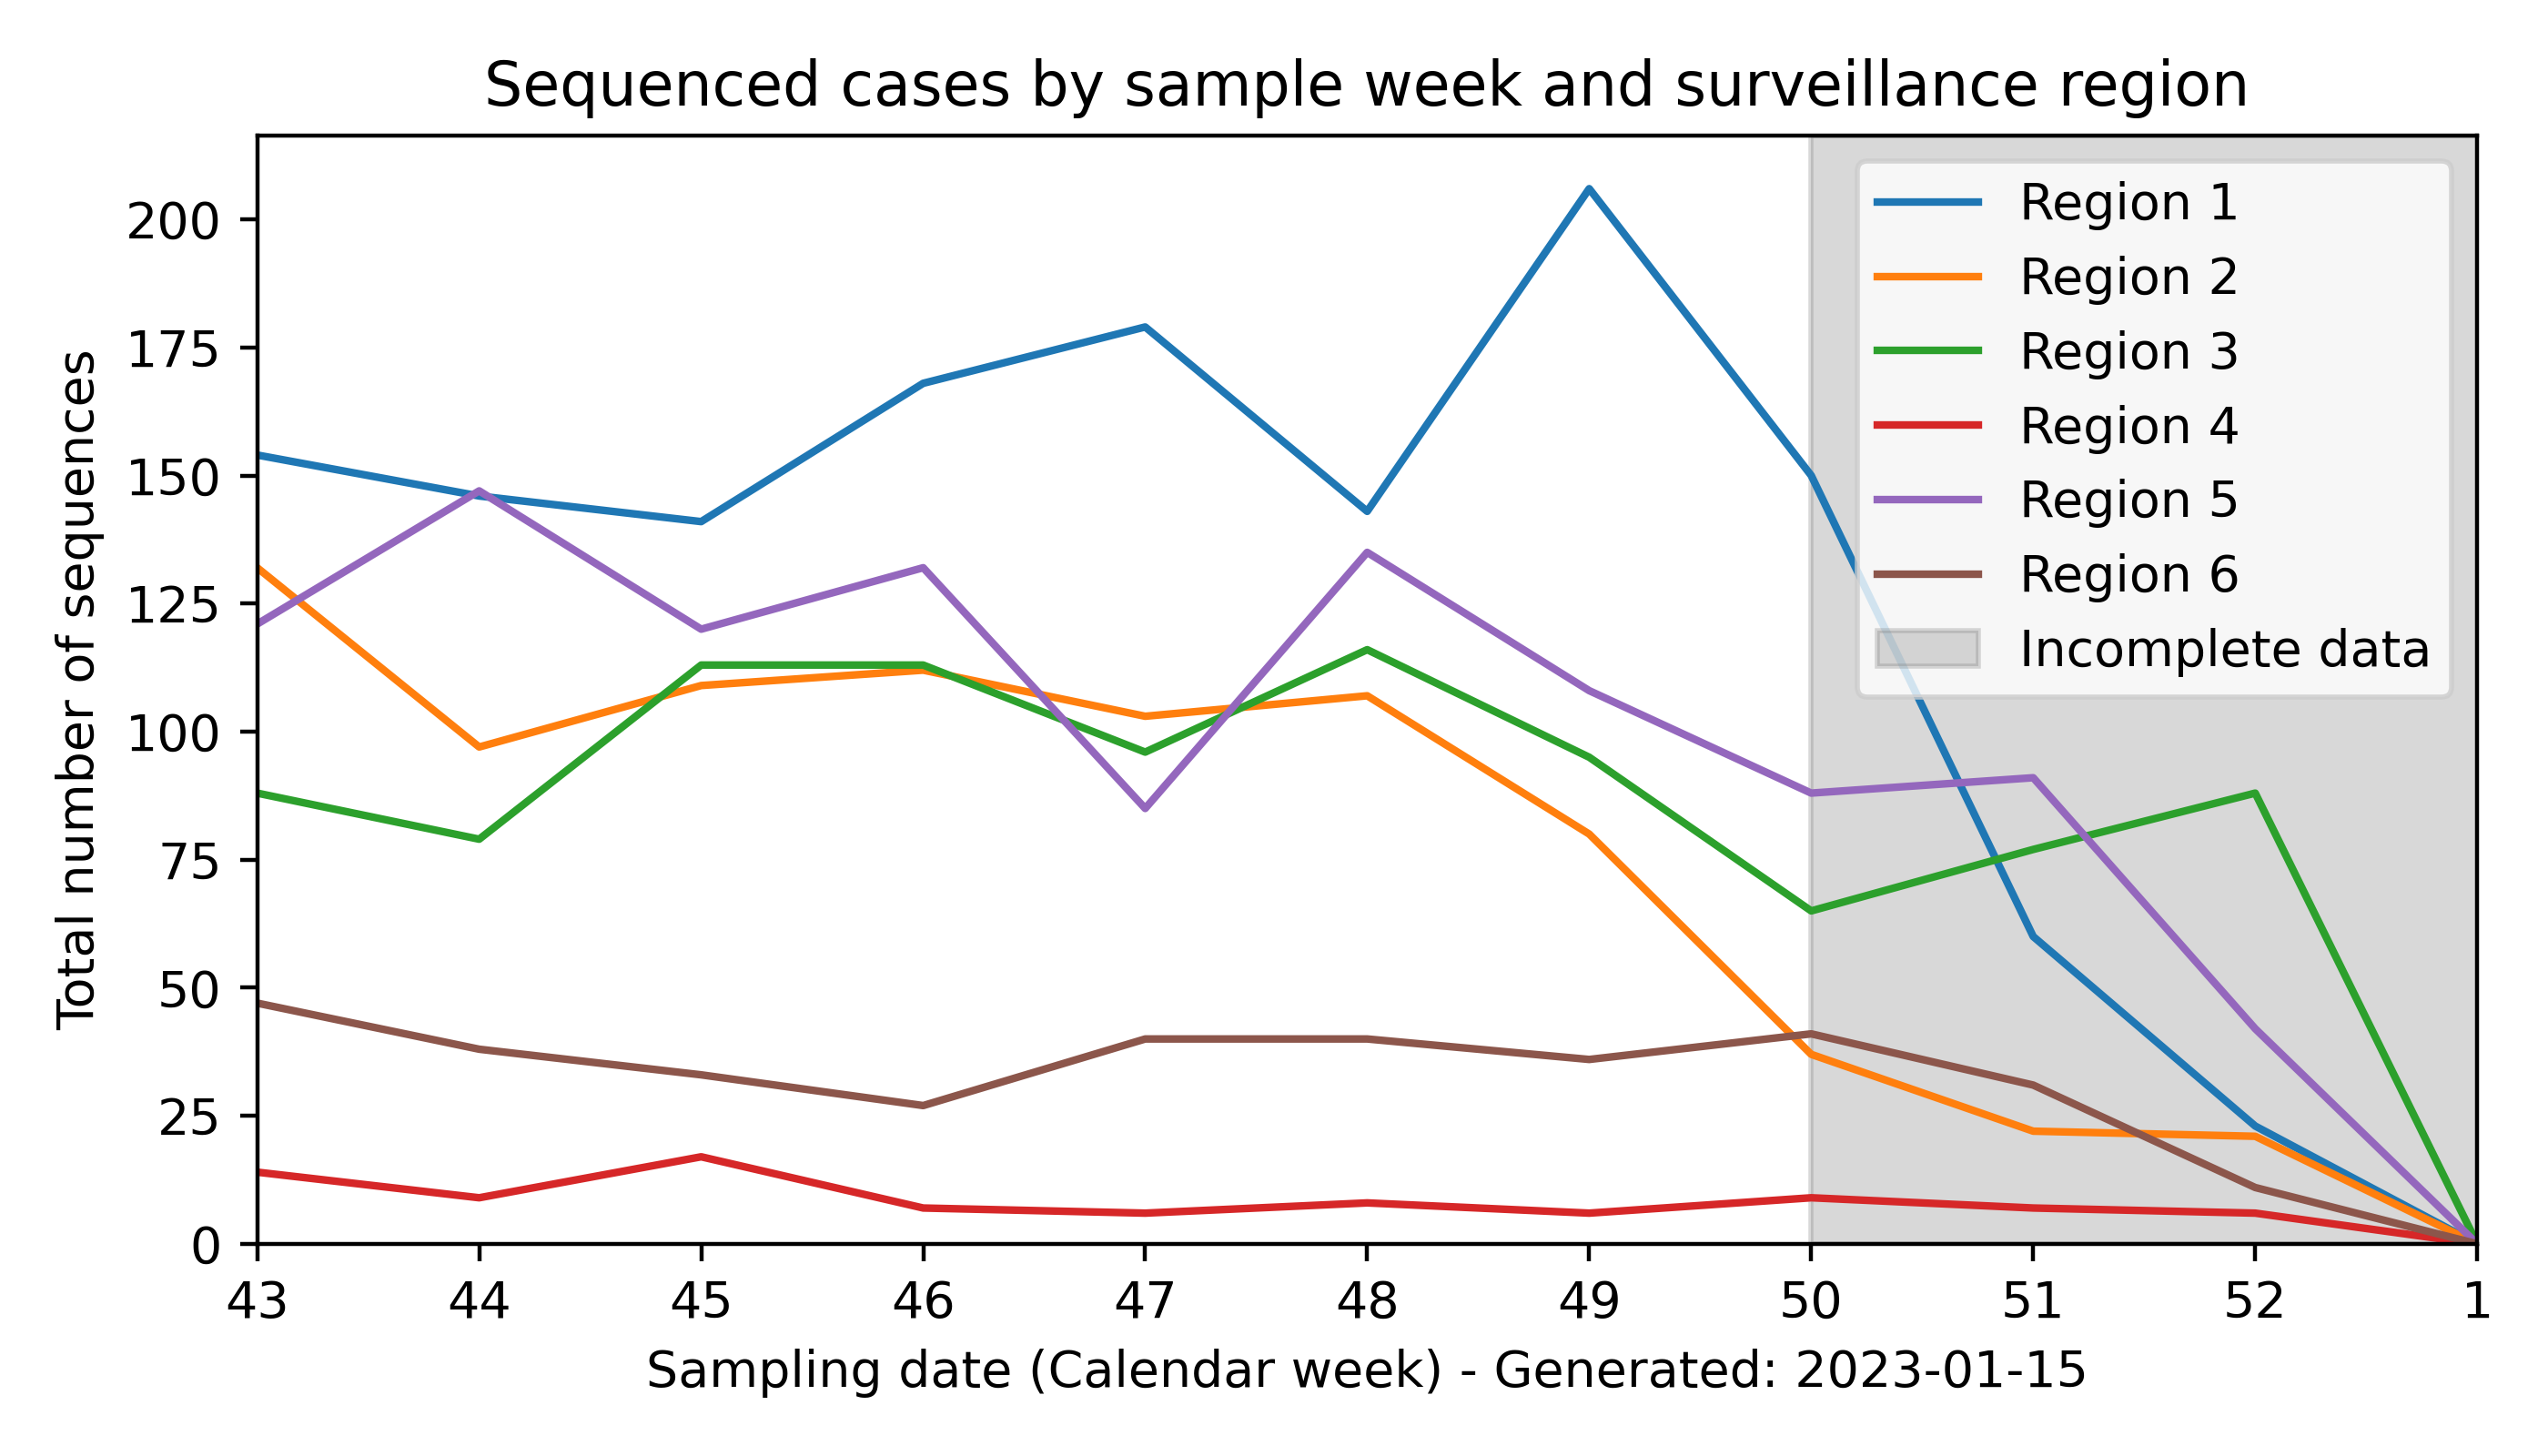 Sequenced cases by sample week and surveillance region
Total number of sequences
200
175
150
125
100
75
50
25
0
Region 1
Region 2
Region 3
Region 4
Region 5
Region 6
Incomplete data
43 44 45 46 47 48 49 50 51 52 1
Sampling date (Calendar week) - Generated: 2023-01-15